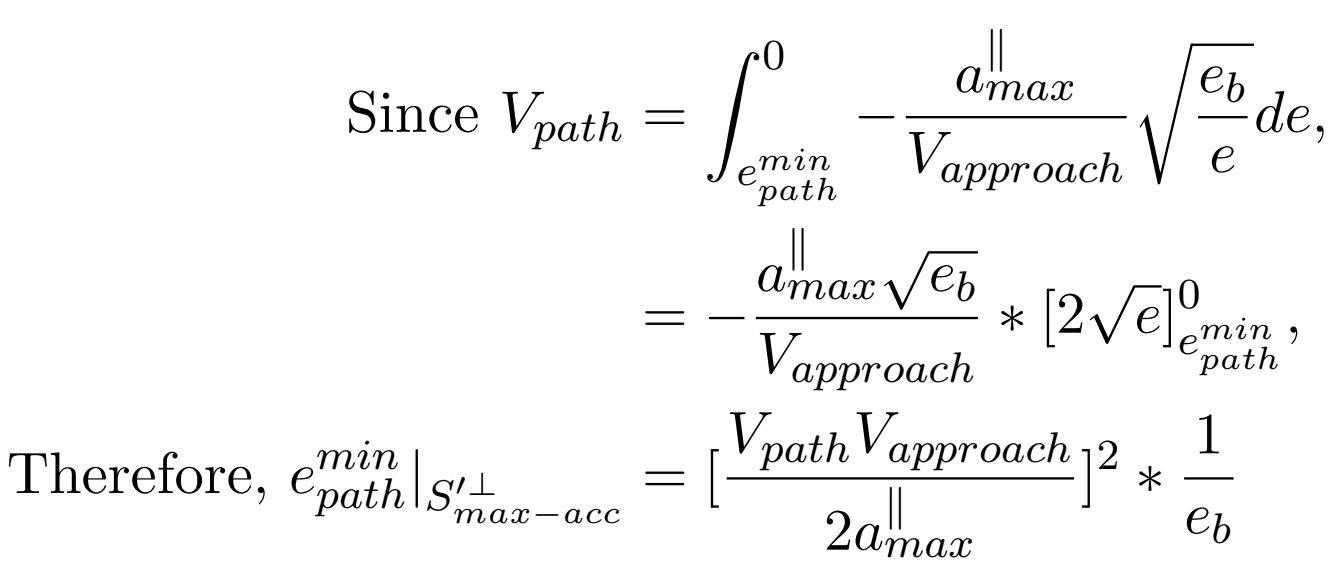 Since $V_{path} = \int_{e_{path}^{min}}^{0} -\frac{a_{max}^{\parallel}}{V_{approach}} \sqrt{\frac{e_b}{e}} de,$
$= -\frac{a_{max}^{\parallel} \sqrt{e_b}}{V_{approach}} * [2\sqrt{e}]_{e_{path}^{min}}^{0},$
Therefore, $e_{path}^{min}|_{S_{max-acc}^{\prime\perp}} = [\frac{V_{path} V_{approach}}{2a_{max}^{\parallel}}]^2 * \frac{1}{e_b}$